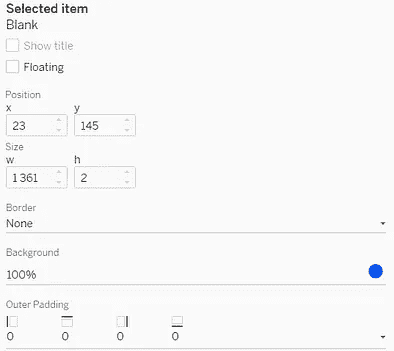 Selected item
Blank
Show title
Floating
Position
x y
23 145
Size
w h
1 361 2
Border
None
Background
100%
Outer Padding
0 0 0 0